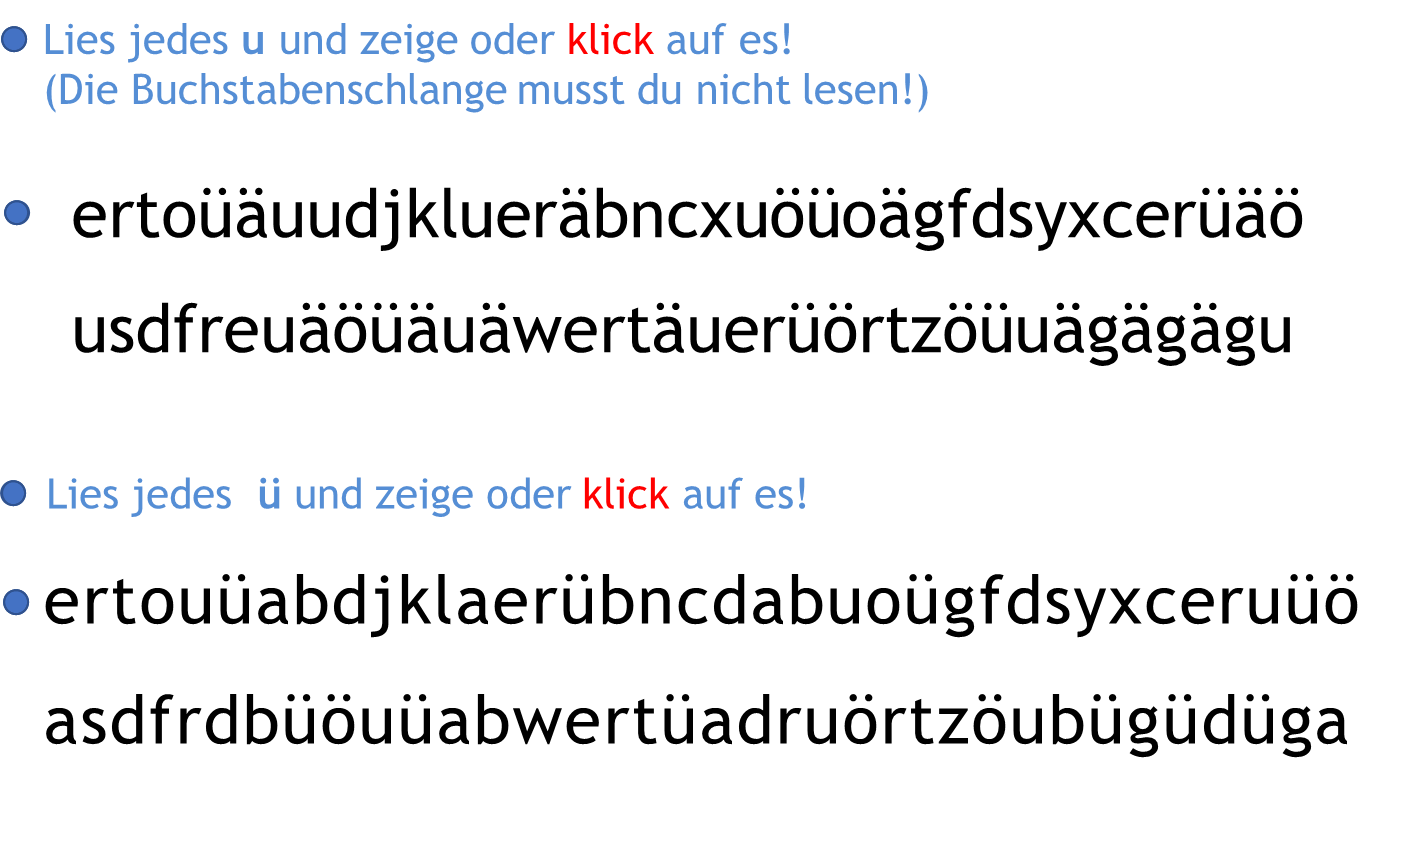 Lies jedes u und zeige oder klick auf es!
(Die Buchstabenschlange musst du nicht lesen!)
ertoüäuudjklueräbncxuöüoägfdsyxcerüäö
usdfreuäöüäuäwertäuerüörtzöüuägägägu
Lies jedes ü und zeige oder klick auf es!
ertouüabdjklaerübncdabuoügfdsyxceruüö
asdfrdbüöuüabwertüadruörtzöubügüdüga